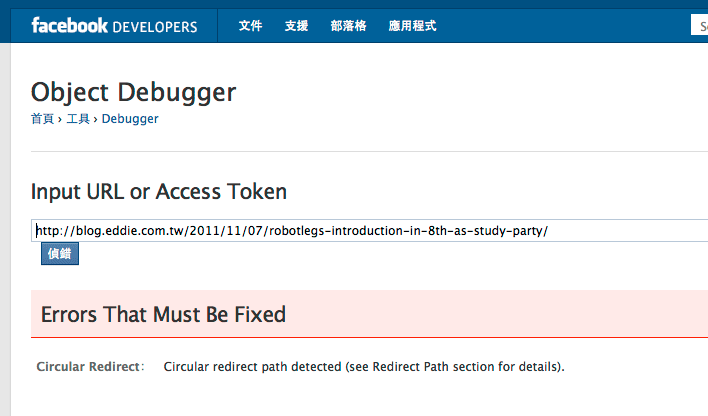 facebook DEVELOPERS 文件 支援 部落格 應用程式
Object Debugger
首頁 › 工具 › Debugger
Input URL or Access Token
http://blog.eddie.com.tw/2011/11/07/robotlegs-introduction-in-8th-as-study-party/
偵錯
Errors That Must Be Fixed
Circular Redirect: Circular redirect path detected (see Redirect Path section for details).